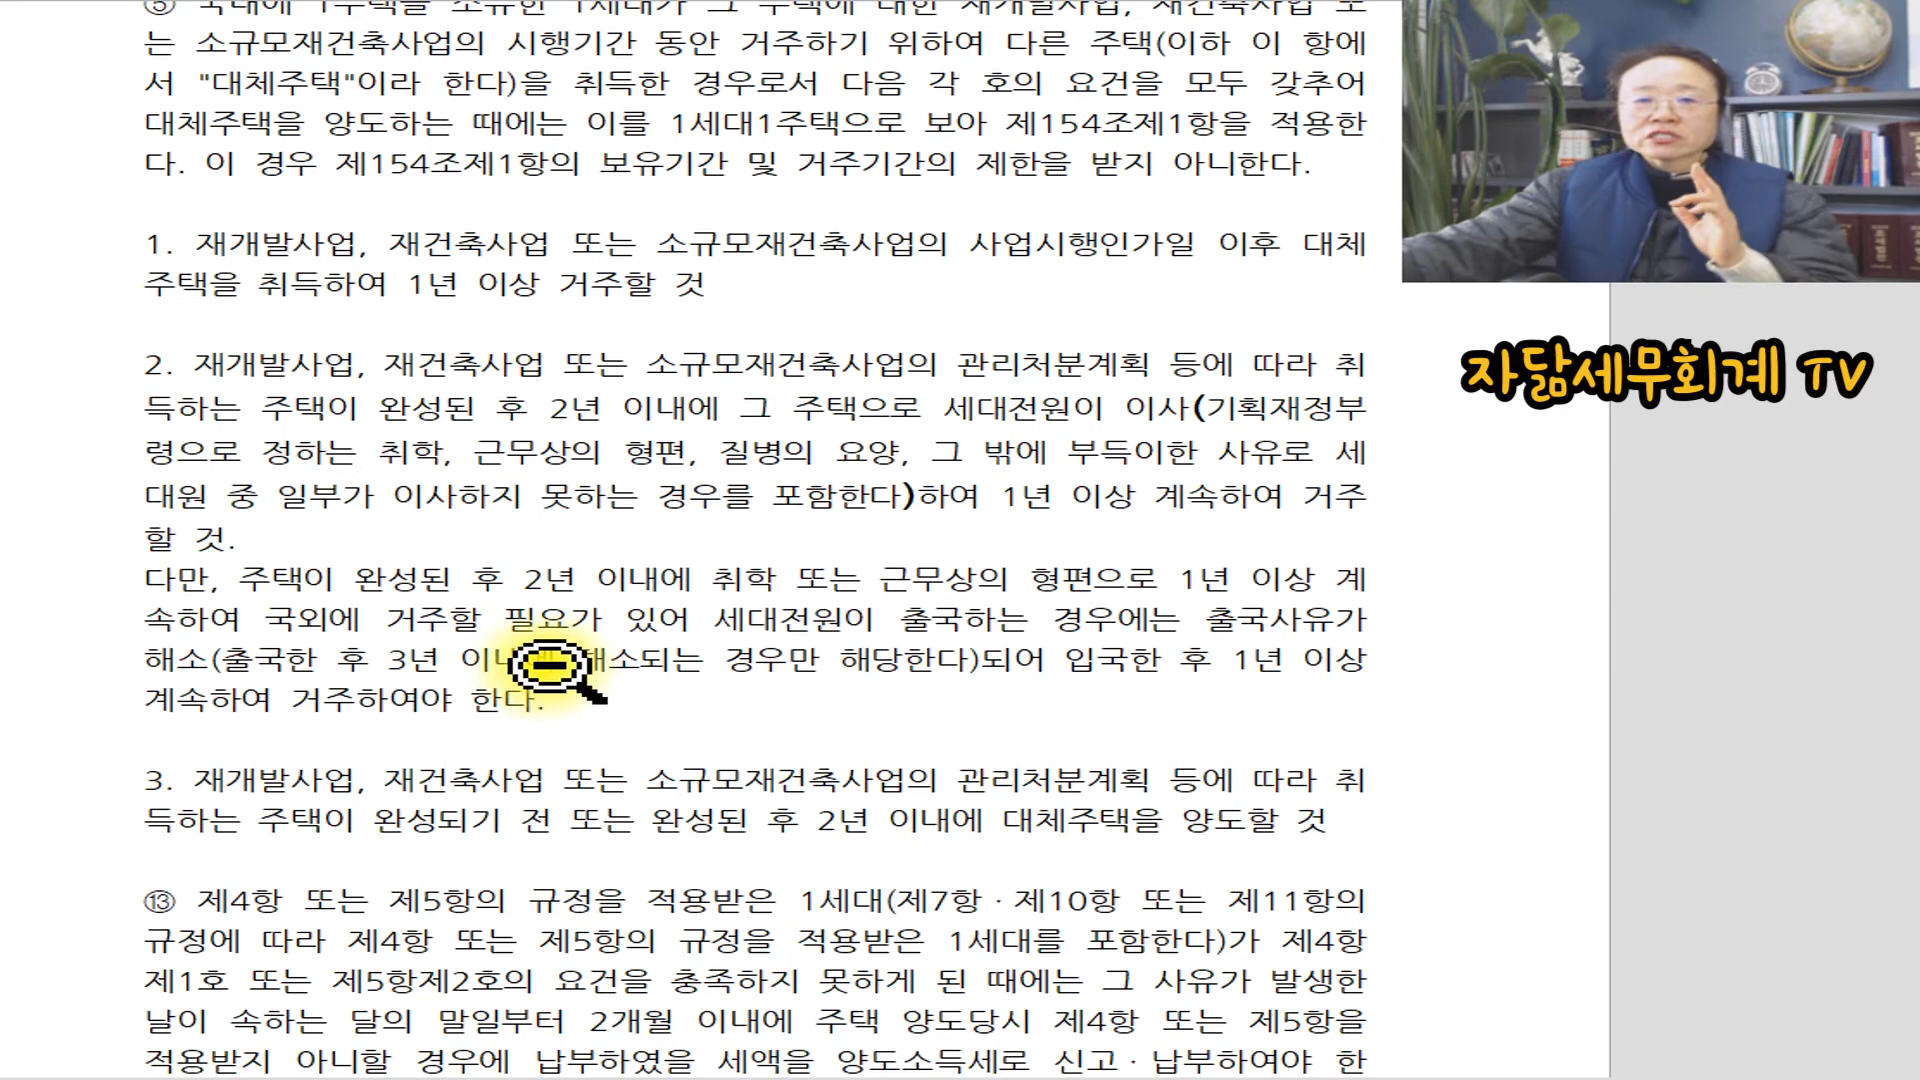 ⑤ 국내에 1주택을 소유한 1세대가 그 주택에 대한 재개발사업, 재건축사업 또
는 소규모재건축사업의 시행기간 동안 거주하기 위하여 다른 주택(이하 이 항에
서 "대체주택"이라 한다)을 취득한 경우로서 다음 각 호의 요건을 모두 갖추어
대체주택을 양도하는 때에는 이를 1세대1주택으로 보아 제154조제1항을 적용한
다. 이 경우 제154조제1항의 보유기간 및 거주기간의 제한을 받지 아니한다.
1. 재개발사업, 재건축사업 또는 소규모재건축사업의 사업시행인가일 이후 대체
주택을 취득하여 1년 이상 거주할 것
2. 재개발사업, 재건축사업 또는 소규모재건축사업의 관리처분계획 등에 따라 취
득하는 주택이 완성된 후 2년 이내에 그 주택으로 세대전원이 이사(기획재정부
령으로 정하는 취학, 근무상의 형편, 질병의 요양, 그 밖에 부득이한 사유로 세
대원 중 일부가 이사하지 못하는 경우를 포함한다)하여 1년 이상 계속하여 거주
할 것.
다만, 주택이 완성된 후 2년 이내에 취학 또는 근무상의 형편으로 1년 이상 계
속하여 국외에 거주할 필요가 있어 세대전원이 출국하는 경우에는 출국사유가
해소(출국한 후 3년 이내에 해소되는 경우만 해당한다)되어 입국한 후 1년 이상
계속하여 거주하여야 한다.
3. 재개발사업, 재건축사업 또는 소규모재건축사업의 관리처분계획 등에 따라 취
득하는 주택이 완성되기 전 또는 완성된 후 2년 이내에 대체주택을 양도할 것
⑬ 제4항 또는 제5항의 규정을 적용받은 1세대(제7항 · 제10항 또는 제11항의
규정에 따라 제4항 또는 제5항의 규정을 적용받은 1세대를 포함한다)가 제4항
제1호 또는 제5항제2호의 요건을 충족하지 못하게 된 때에는 그 사유가 발생한
날이 속하는 달의 말일부터 2개월 이내에 주택 양도당시 제4항 또는 제5항을
적용받지 아니할 경우에 납부하였을 세액을 양도소득세로 신고 · 납부하여야 한
자닮세무회계 TV